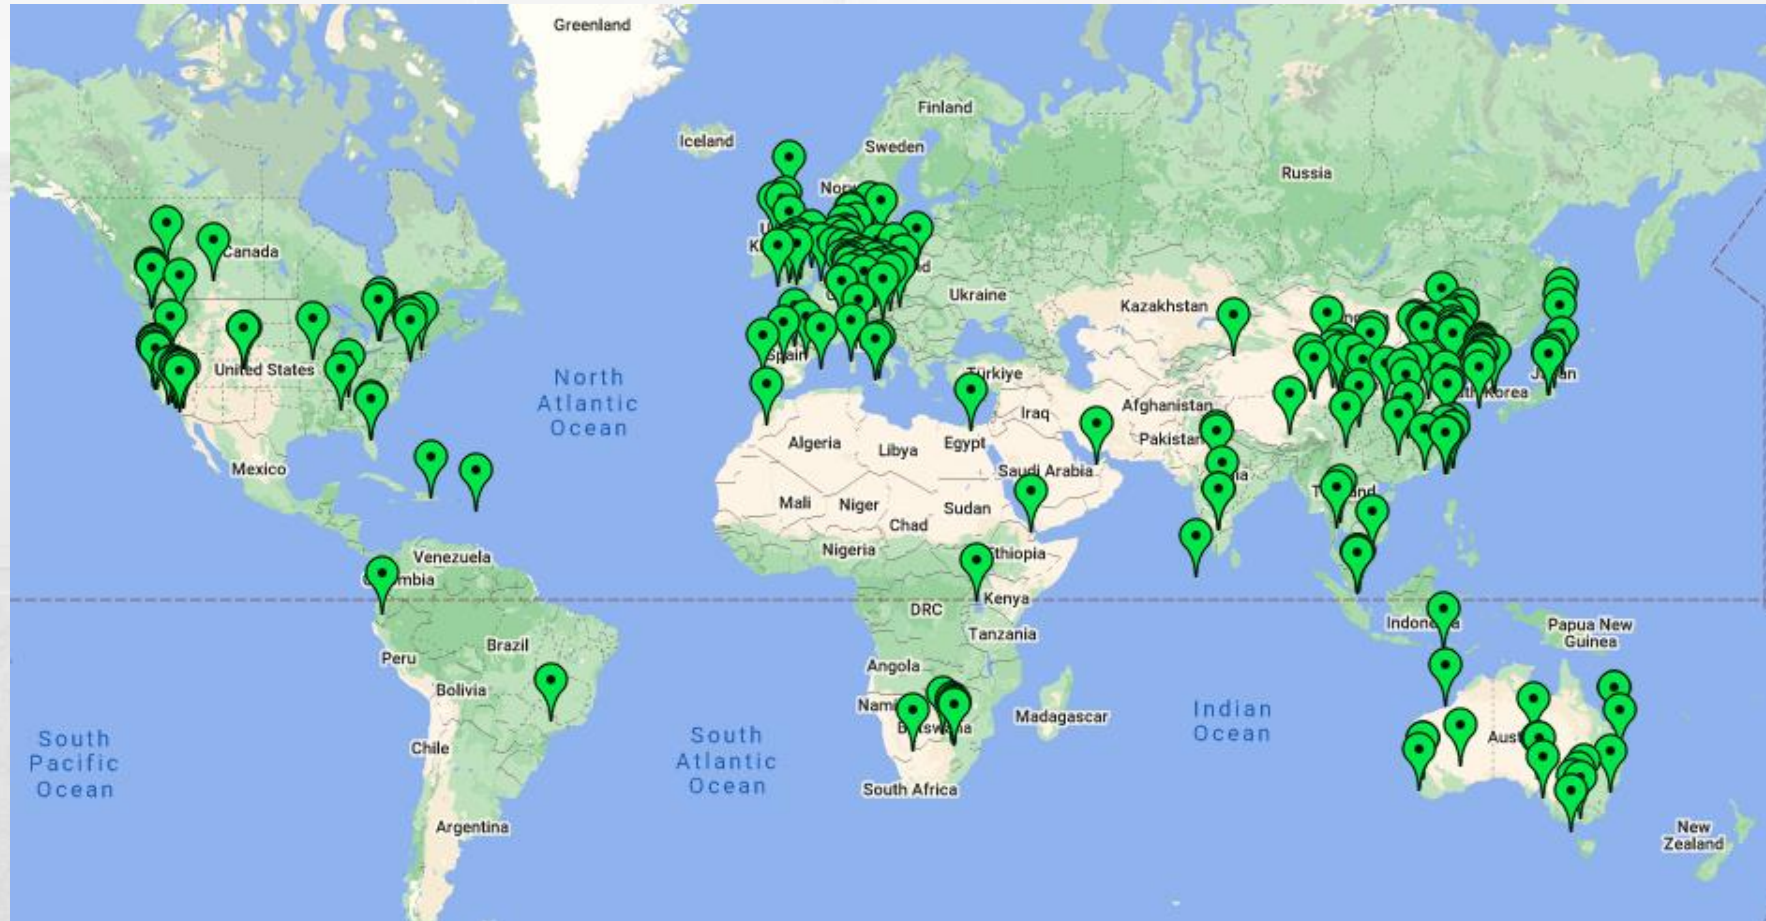 Greenland
Finland
Iceland
Sweden
Russia
Canada
Ukraine
Kazakhstan
United States
North
Atlantic
Ocean
Spain
Türkiye
Iraq
Afghanistan
Algeria
Libya
Egypt
Pakistan
Mexico
Saudi Arabia
Mali
Niger
Sudan
Chad
Nigeria
Venezuela
Kenya
DRC
Tanzania
Brazil
Peru
Papua New
Guinea
Angola
Bolivia
Madagascar
South
Pacific
Ocean
South
Atlantic
Ocean
Indian
Ocean
Chile
South Africa
Argentina
New
Zealand